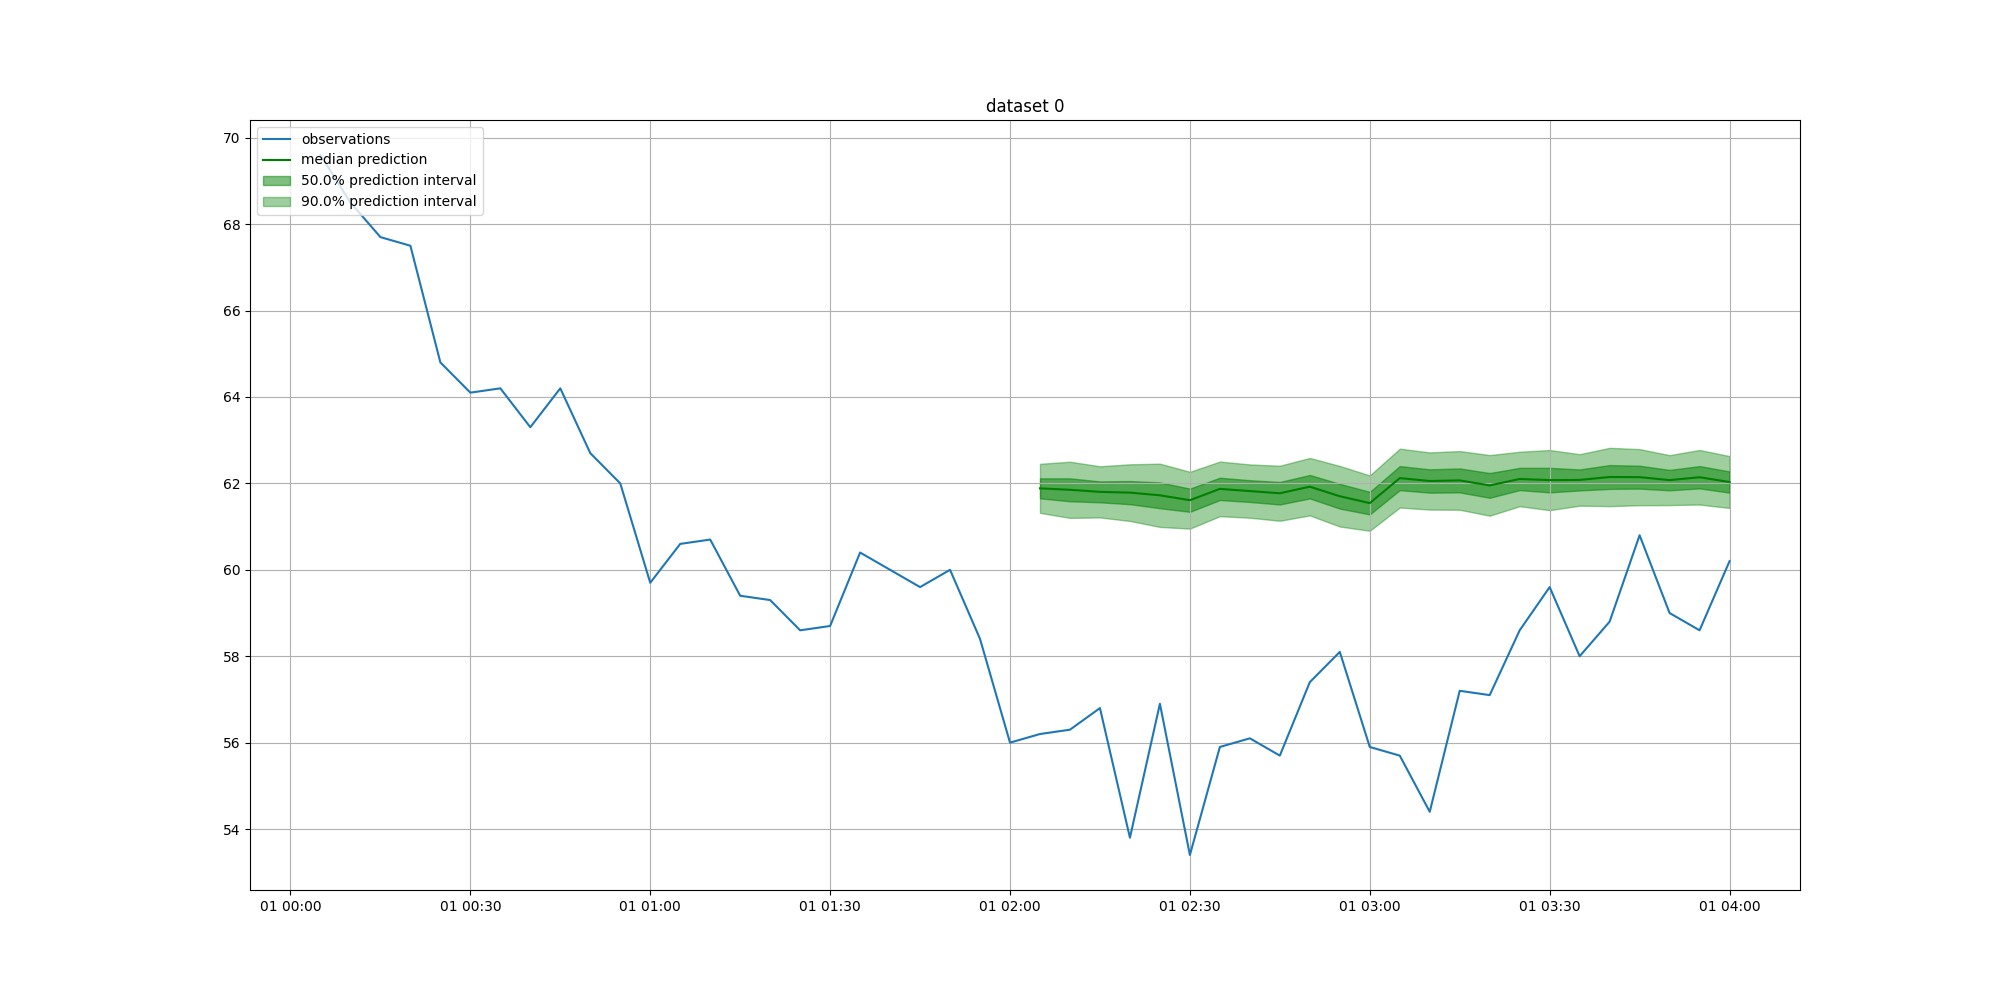 dataset 0
observations
median prediction
50.0% prediction interval
90.0% prediction interval
70
68
66
64
62
60
58
56
54
01 00:00 01 00:30 01 01:00 01 01:30 01 02:00 01 02:30 01 03:00 01 03:30 01 04:00